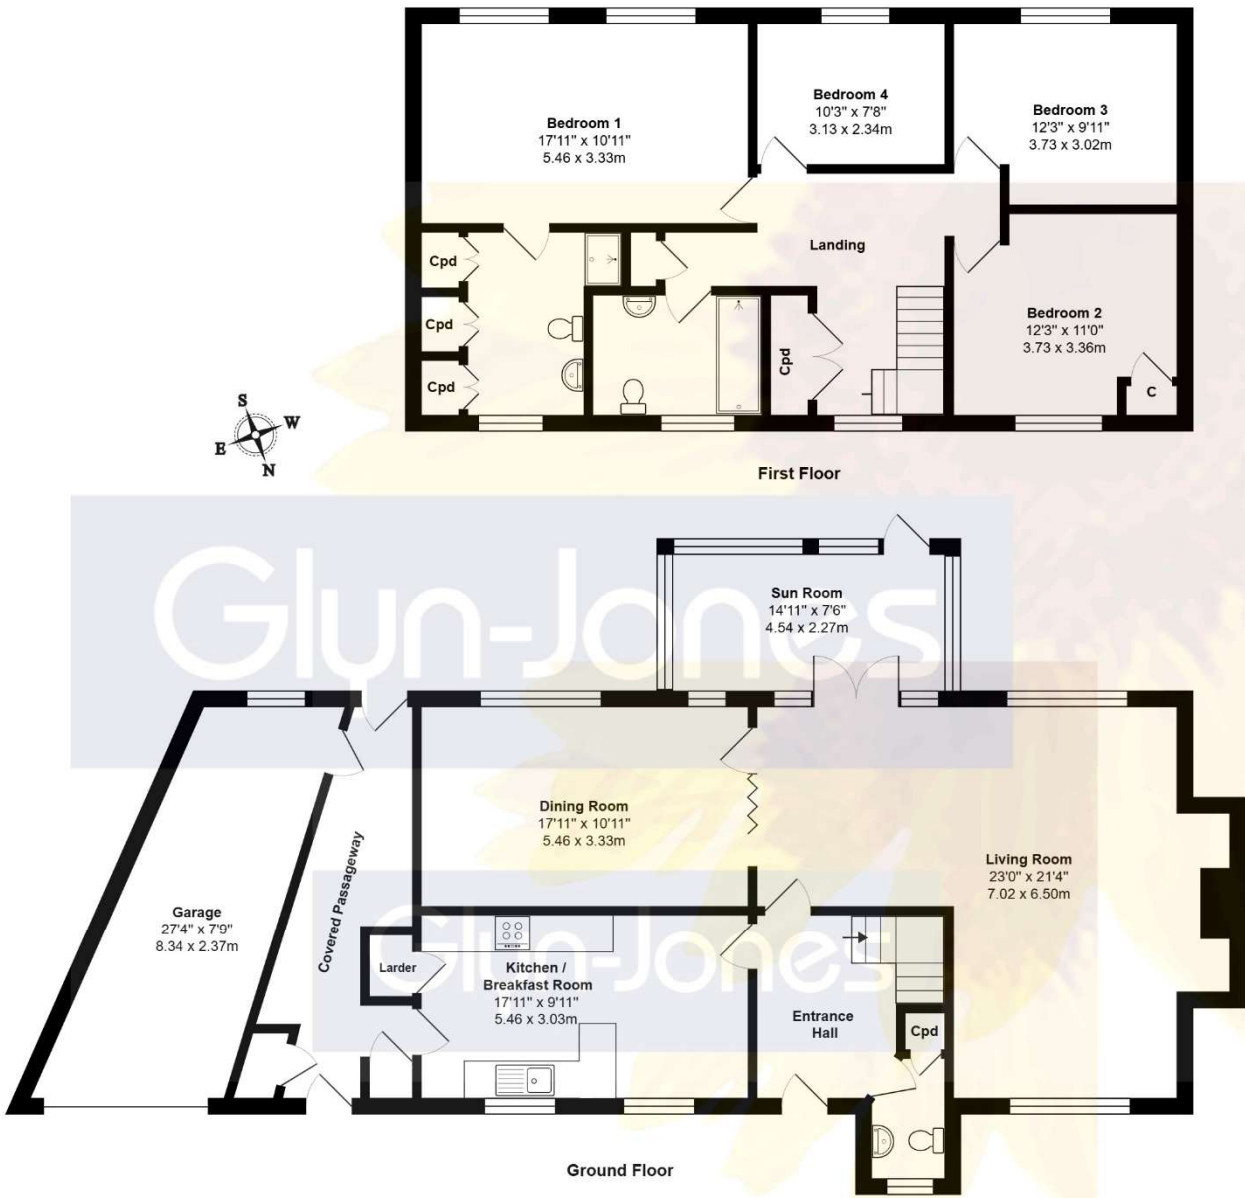 Bedroom 1
17'11" x 10'11"
5.46 x 3.33m
Bedroom 4
10'3" x 7'8"
3.13 x 2.34m
Bedroom 3
12'3" x 9'11"
3.73 x 3.02m
Landing
Cpd
Cpd
Cpd
Cpd
Bedroom 2
12'3" x 11'0"
3.73 x 3.36m
C
S
W
E
N
First Floor
Glyn-Jones
Sun Room
14'11" x 7'6"
4.54 x 2.27m
Dining Room
17'11" x 10'11"
5.46 x 3.33m
Living Room
23'0" x 21'4"
7.02 x 6.50m
Garage
27'4" x 7'9"
8.34 x 2.37m
Covered Passageway
Glyn-Jones
Larder
Kitchen /
Breakfast Room
17'11" x 9'11"
5.46 x 3.03m
Entrance
Hall
Cpd
Ground Floor